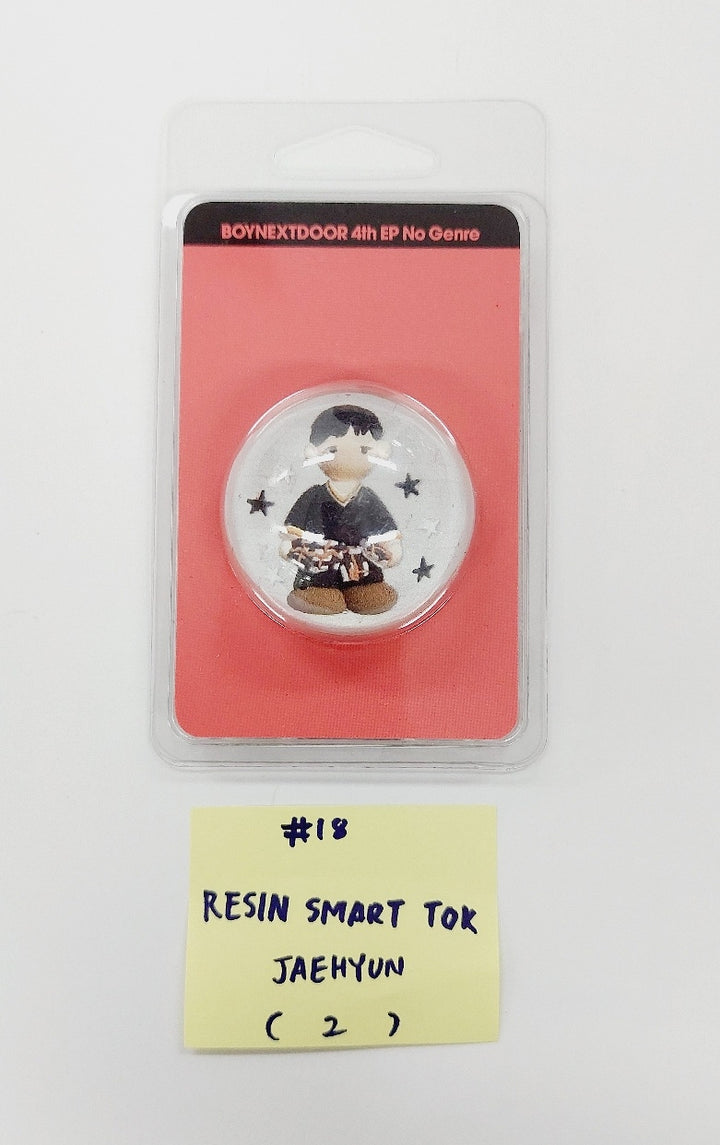 BOYNEXTDOOR 4th EP No Genre
#18
RESIN SMART TOK
JAEHYUN
( 2 )